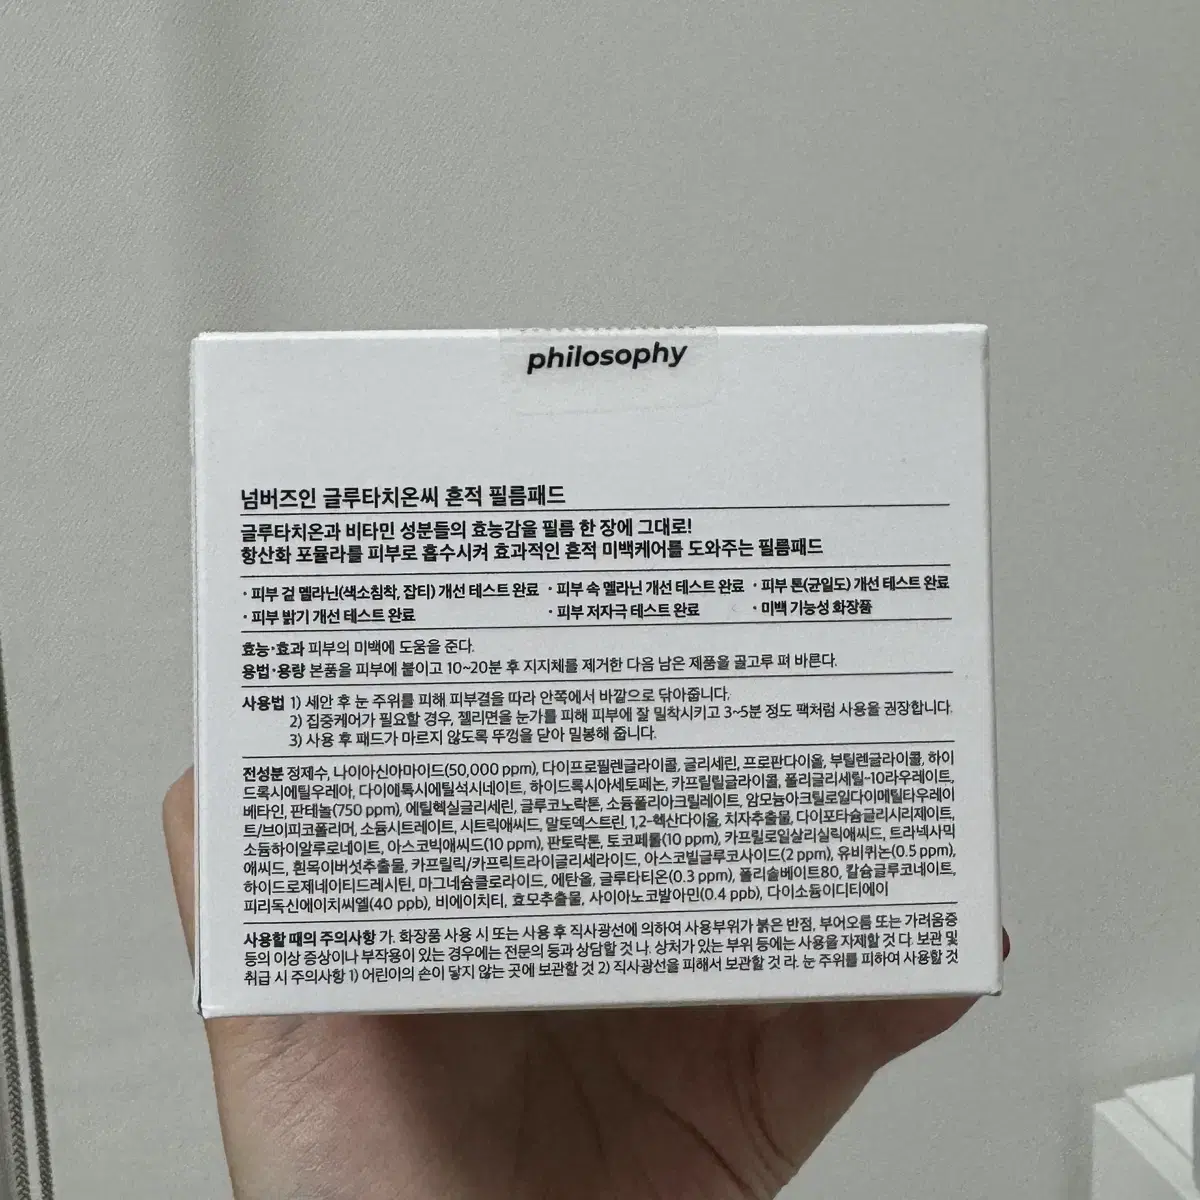 philosophy
넘버즈인 글루타치온씨 흔적 필름패드
글루타치온과 비타민 성분들의 효능감을 필름 한 장에 그대로!
항산화 포뮬라를 피부로 흡수시켜 효과적인 흔적 미백케어를 도와주는 필름패드
· 피부 겉 멜라닌(색소침착, 잡티) 개선 테스트 완료 · 피부 속 멜라닌 개선 테스트 완료 · 피부 톤(균일도) 개선 테스트 완료
· 피부 밝기 개선 테스트 완료 · 피부 저자극 테스트 완료 · 미백 기능성 화장품
효능·효과 피부의 미백에 도움을 준다.
용법·용량 본품을 피부에 붙이고 10~20분 후 지지체를 제거한 다음 남은 제품을 골고루 펴 바른다.
사용법 1) 세안 후 눈 주위를 피해 피부결을 따라 안쪽에서 바깥으로 닦아줍니다.
2) 집중케어가 필요할 경우, 젤리면을 눈가를 피해 피부에 잘 밀착시키고 3~5분 정도 팩처럼 사용을 권장합니다.
3) 사용 후 패드가 마르지 않도록 뚜껑을 닫아 밀봉해 줍니다.
전성분 정제수, 나이아신아마이드(50,000 ppm), 다이프로필렌글라이콜, 글리세린, 프로판다이올, 부틸렌글라이콜, 하이
드록시에틸우레아, 다이에톡시에틸석시네이트, 하이드록시아세토페논, 카프릴릴글라이콜, 폴리글리세릴-10라우레이트,
베타인, 판테놀(750 ppm), 에틸헥실글리세린, 글루코노락톤, 소듐폴리아크릴레이트, 암모늄아크릴로일다이메틸타우레이
트/브이피코폴리머, 소듐시트레이트, 시트릭애씨드, 말토덱스트린, 1,2-헥산다이올, 치자추출물, 다이포타슘글리시리제이트,
소듐하이알루로네이트, 아스코빅애씨드(10 ppm), 판토락톤, 토코페롤(10 ppm), 카프릴로일살리실릭애씨드, 트라넥사믹
애씨드, 흰목이버섯추출물, 카프릴릭/카프릭트라이글리세라이드, 아스코빌글루코사이드(2 ppm), 유비퀴논(0.5 ppm),
하이드로제네이티드레시틴, 마그네슘클로라이드, 에탄올, 글루타티온(0.3 ppm), 폴리솔베이트80, 칼슘글루코네이트,
피리독신에이치씨엘(40 ppb), 비에이치티, 효모추출물, 사이아노코발아민(0.4 ppb), 다이소듐이디티에이
사용할 때의 주의사항 가. 화장품 사용 시 또는 사용 후 직사광선에 의하여 사용부위가 붉은 반점, 부어오름 또는 가려움증
등의 이상 증상이나 부작용이 있는 경우에는 전문의 등과 상담할 것 나. 상처가 있는 부위 등에는 사용을 자제할 것 다. 보관 및
취급 시 주의사항 1) 어린이의 손이 닿지 않는 곳에 보관할 것 2) 직사광선을 피해서 보관할 것 라. 눈 주위를 피하여 사용할 것